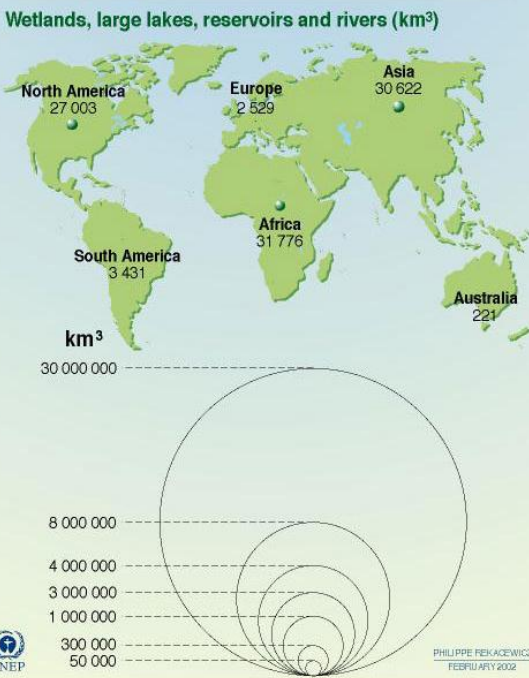 Wetlands, large lakes, reservoirs and rivers (km³)
North America
27 003
Europe
2 529
Asia
30 622
Africa
31 776
South America
3 431
Australia
221
km³
30 000 000
8 000 000
4 000 000
3 000 000
1 000 000
300 000
50 000
NEP
PHILIPPE REKACEWICZ
FEBRUARY 2002